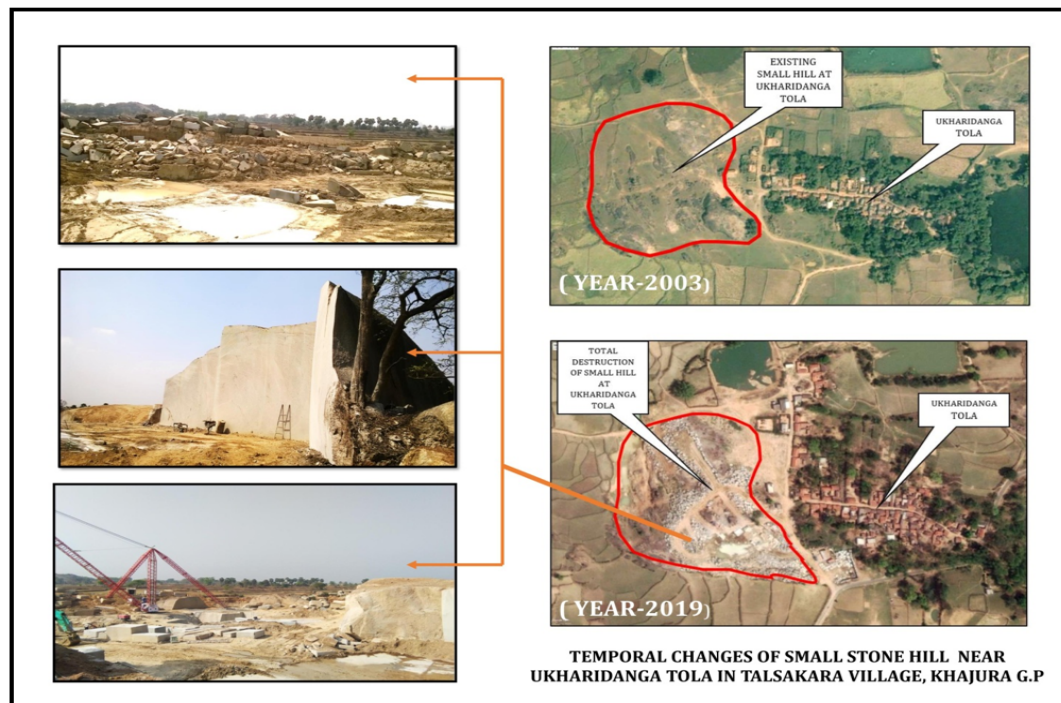 EXISTING
SMALL HILL AT
UKHARIDANGA
TOLA
UKHARIDANGA
TOLA
( YEAR-2003)
TOTAL
DESTRUCTION
OF SMALL HILL
AT
UKHARIDANGA
TOLA
UKHARIDANGA
TOLA
( YEAR-2019)
TEMPORAL CHANGES OF SMALL STONE HILL NEAR
UKHARIDANGA TOLA IN TALSAKARA VILLAGE, KHAJURA G.P